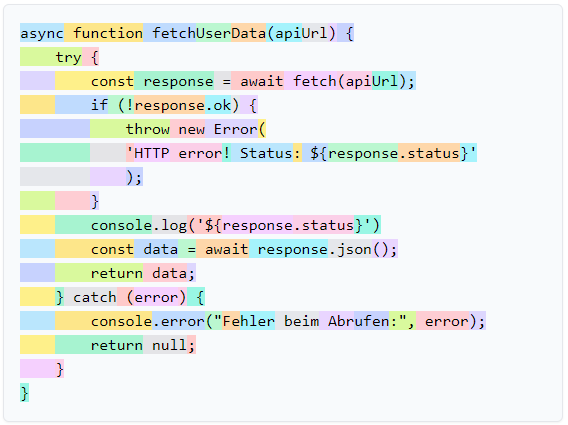 async function fetchUserData(apiUrl) {
    try {
        const response = await fetch(apiUrl);
        if (!response.ok) {
            throw new Error(
            'HTTP error! Status: ${response.status}'
            );
        }
        console.log('${response.status}')
        const data = await response.json();
        return data;
    } catch (error) {
        console.error("Fehler beim Abrufen:", error);
        return null;
    }
}